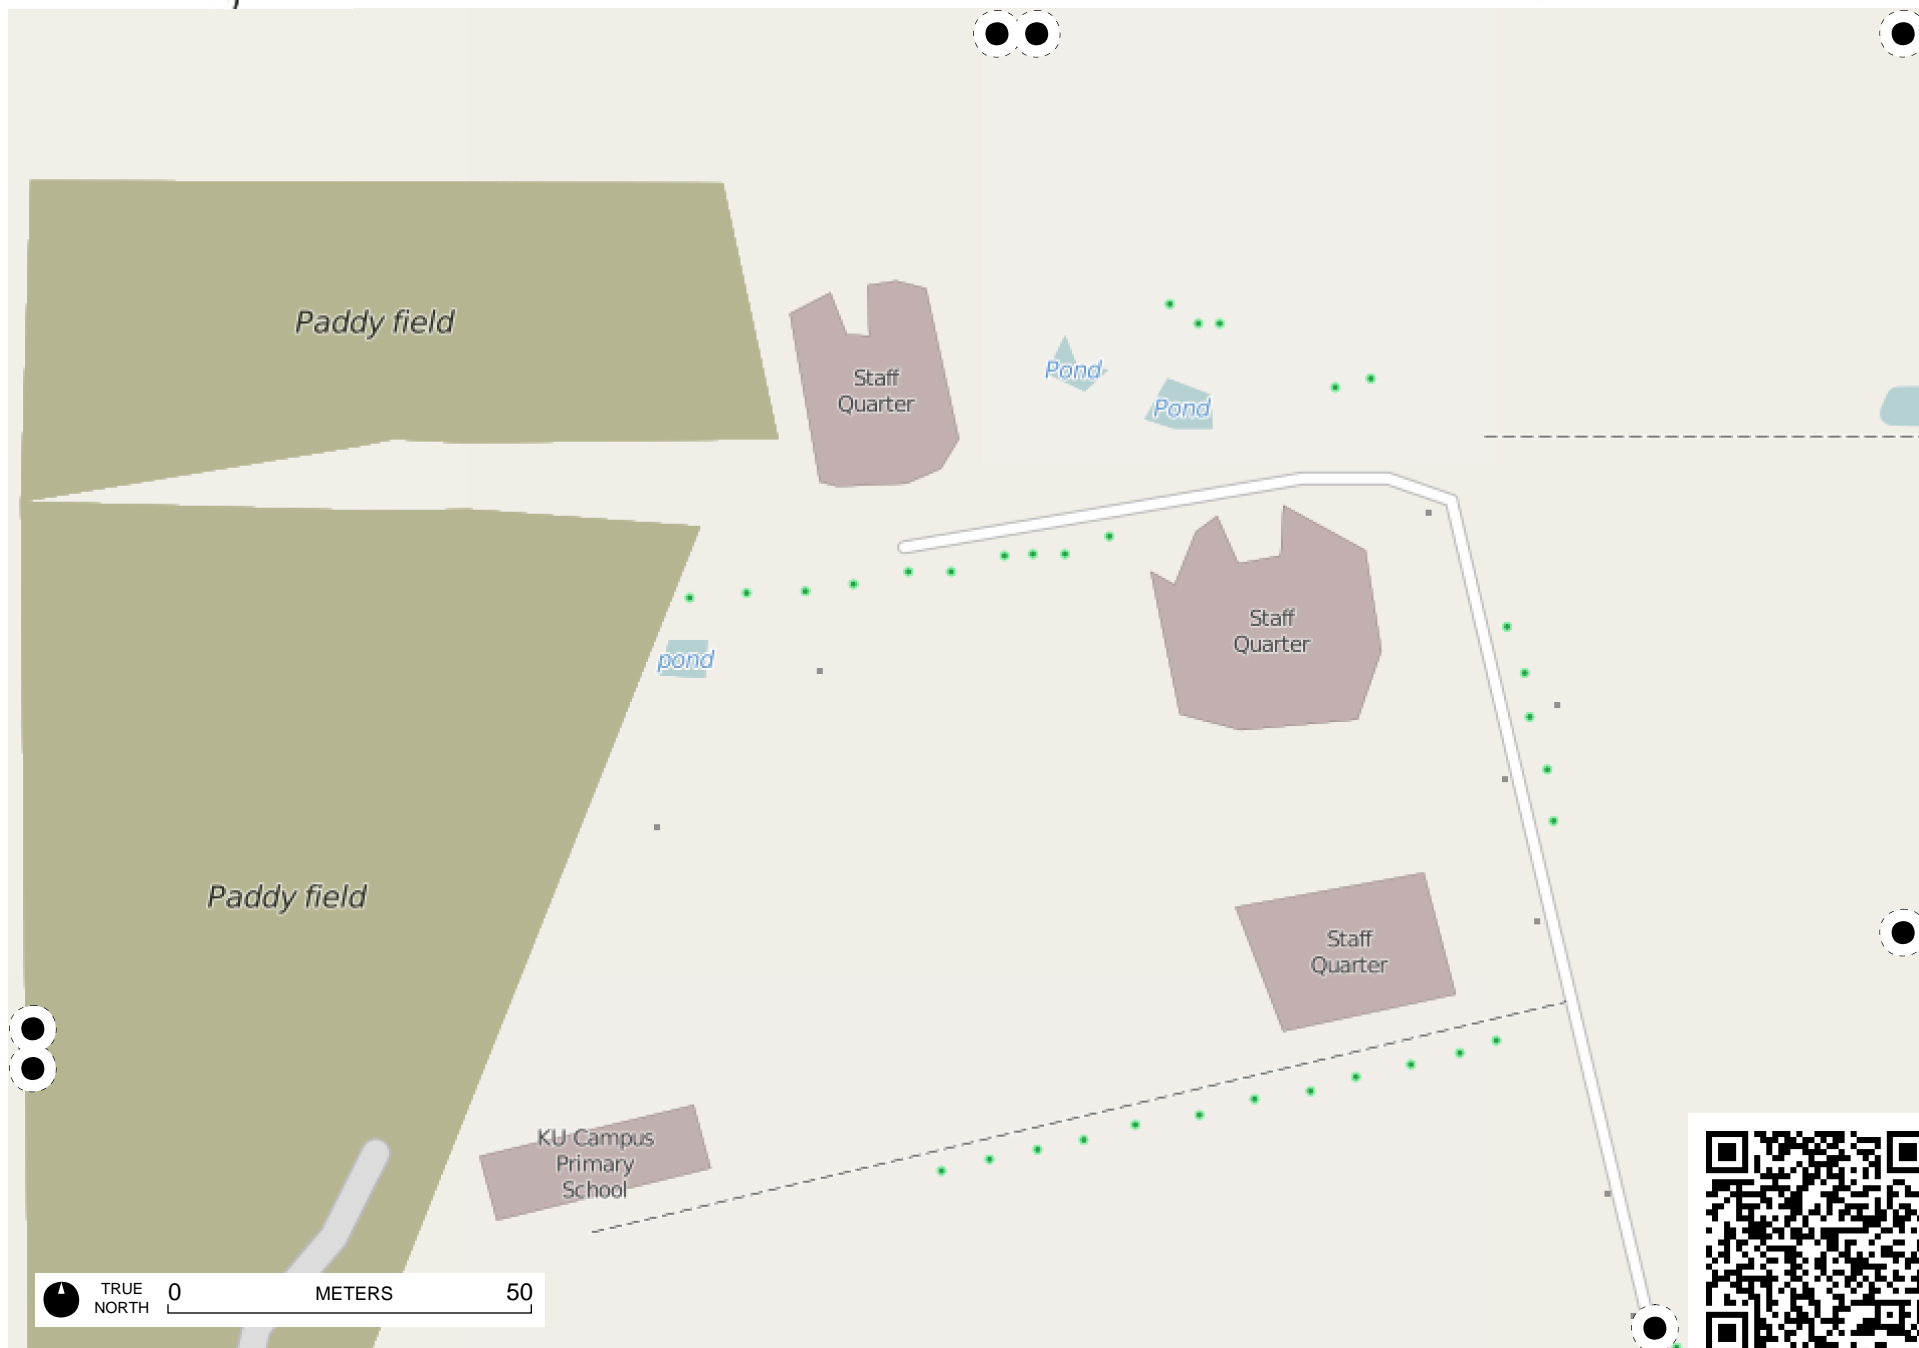 Paddy field
Staff
Quarter
Pond
Pond
Staff
Quarter
pond
Paddy field
Staff
Quarter
KU Campus
Primary
School
TRUE
NORTH
0
METERS
50